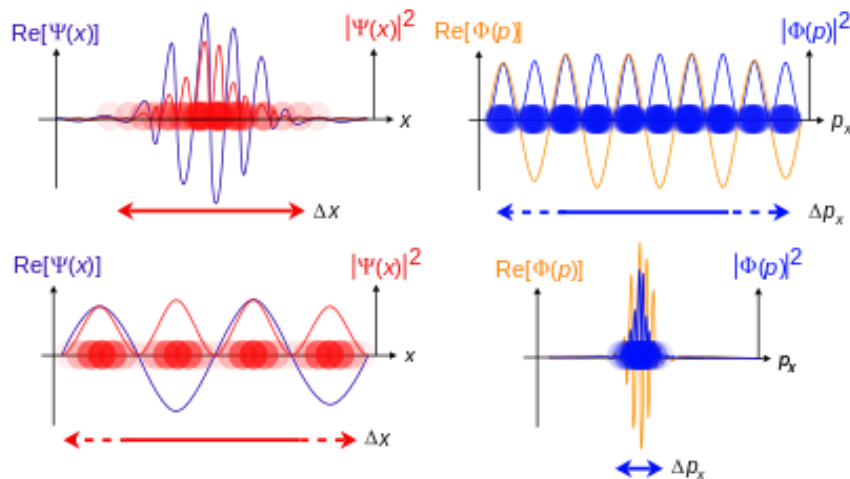 Re[Ψ(x)] |Ψ(x)|²
x
Δx
Re[Φ(p)] |Φ(p)|²
pₓ
Δpₓ
Re[Ψ(x)] |Ψ(x)|²
x
Δx
Re[Φ(p)] |Φ(p)|²
pₓ
Δpₓ